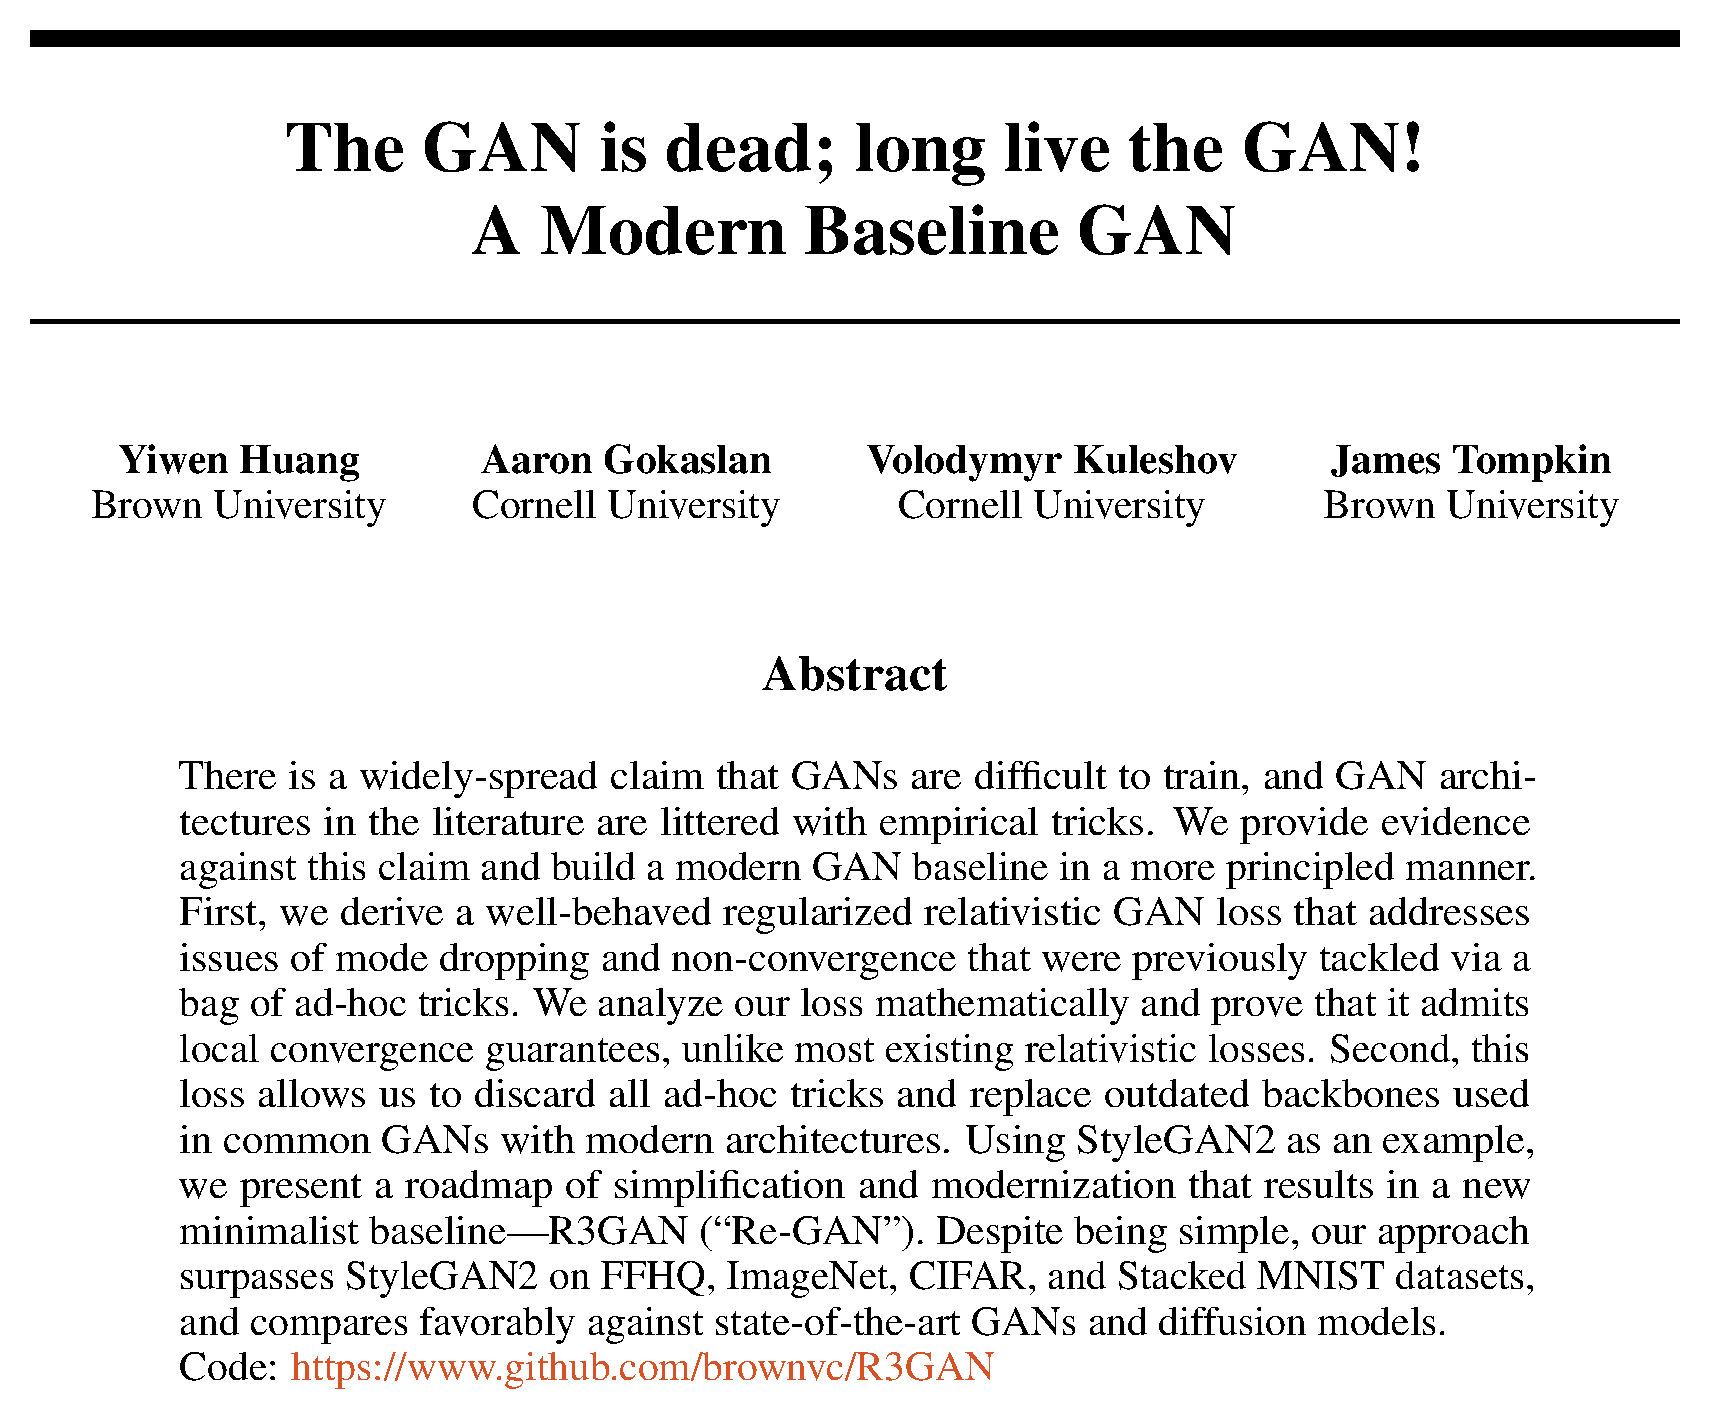 The GAN is dead; long live the GAN!
A Modern Baseline GAN
Yiwen Huang Aaron Gokaslan Volodymyr Kuleshov James Tompkin
Brown University Cornell University Cornell University Brown University
Abstract
There is a widely-spread claim that GANs are difficult to train, and GAN archi-
tectures in the literature are littered with empirical tricks. We provide evidence
against this claim and build a modern GAN baseline in a more principled manner.
First, we derive a well-behaved regularized relativistic GAN loss that addresses
issues of mode dropping and non-convergence that were previously tackled via a
bag of ad-hoc tricks. We analyze our loss mathematically and prove that it admits
local convergence guarantees, unlike most existing relativistic losses. Second, this
loss allows us to discard all ad-hoc tricks and replace outdated backbones used
in common GANs with modern architectures. Using StyleGAN2 as an example,
we present a roadmap of simplification and modernization that results in a new
minimalist baseline—R3GAN (“Re-GAN”). Despite being simple, our approach
surpasses StyleGAN2 on FFHQ, ImageNet, CIFAR, and Stacked MNIST datasets,
and compares favorably against state-of-the-art GANs and diffusion models.
Code: https://www.github.com/brownvc/R3GAN